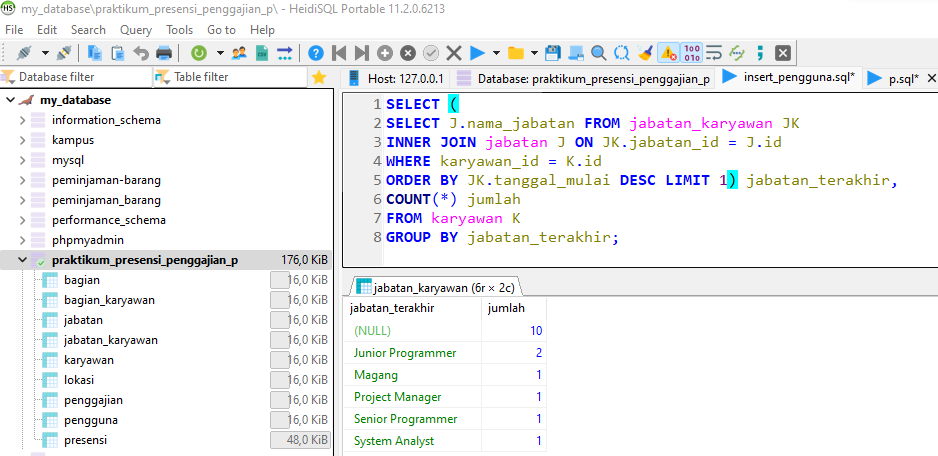 my_database\praktikum_presensi_penggajian_p\ - HeidiSQL Portable 11.2.0.6213
File Edit Search Query Tools Go to Help
Database filter
Table filter
Host: 127.0.0.1
Database: praktikum_presensi_penggajian_p
insert_pengguna.sql*
p.sql*
my_database
information_schema
kampus
mysql
peminjaman-barang
peminjaman_barang
performance_schema
phpmyadmin
praktikum_presensi_penggajian_p 176,0 KiB
bagian 16,0 KiB
bagian_karyawan 16,0 KiB
jabatan 16,0 KiB
jabatan_karyawan 16,0 KiB
karyawan 16,0 KiB
lokasi 16,0 KiB
penggajian 16,0 KiB
pengguna 16,0 KiB
presensi 48,0 KiB
1 SELECT (
2 SELECT J.nama_jabatan FROM jabatan_karyawan JK
3 INNER JOIN jabatan J ON JK.jabatan_id = J.id
4 WHERE karyawan_id = K.id
5 ORDER BY JK.tanggal_mulai DESC LIMIT 1) jabatan_terakhir,
6 COUNT(*) jumlah
7 FROM karyawan K
8 GROUP BY jabatan_terakhir;
jabatan_karyawan (6r × 2c)
jabatan_terakhir jumlah
(NULL) 10
Junior Programmer 2
Magang 1
Project Manager 1
Senior Programmer 1
System Analyst 1